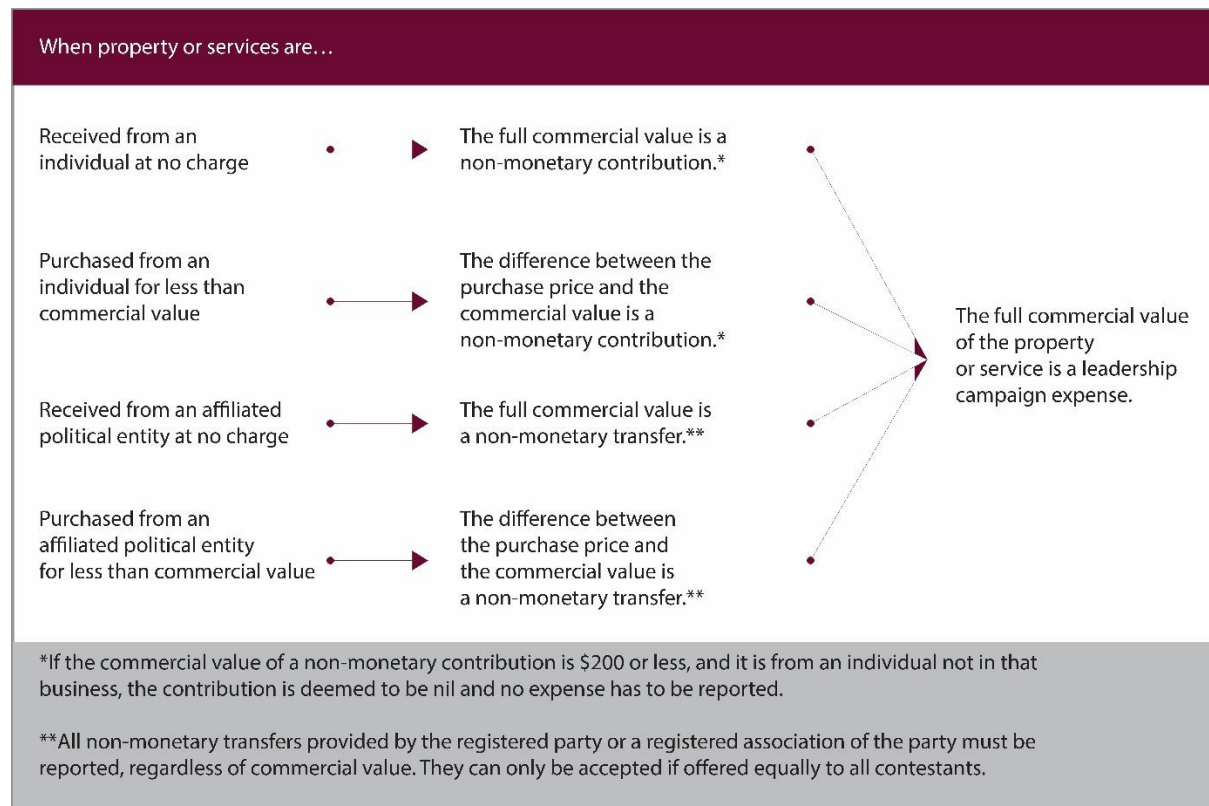 When property or services are…
Received from an
individual at no charge
The full commercial value is a
non-monetary contribution.*
Purchased from an
individual for less than
commercial value
The difference between the
purchase price and the
commercial value is a
non-monetary contribution.*
Received from an affiliated
political entity at no charge
The full commercial value is
a non-monetary transfer.**
Purchased from an
affiliated political entity
for less than commercial value
The difference between
the purchase price and
the commercial value is
a non-monetary transfer.**
The full commercial value
of the property
or service is a leadership
campaign expense.
*If the commercial value of a non-monetary contribution is $200 or less, and it is from an individual not in that
business, the contribution is deemed to be nil and no expense has to be reported.
**All non-monetary transfers provided by the registered party or a registered association of the party must be
reported, regardless of commercial value. They can only be accepted if offered equally to all contestants.